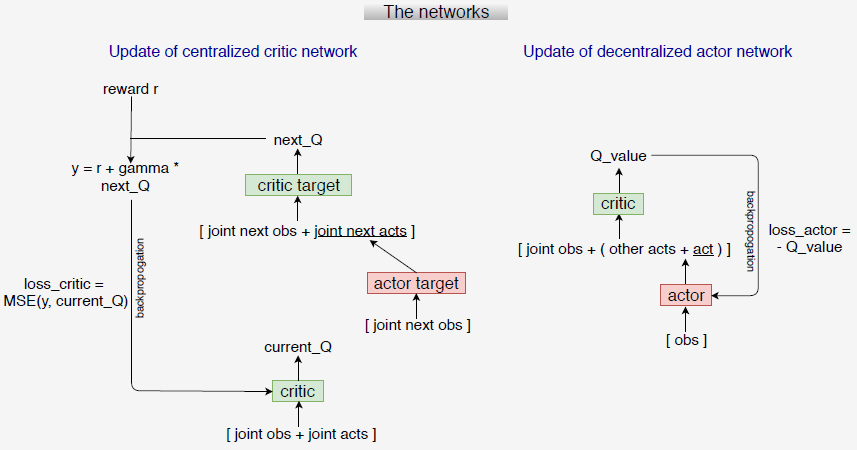 The networks
Update of centralized critic network
reward r
next_Q
y = r + gamma *
next_Q
critic target
[ joint next obs + joint next acts ]
backpropogation
loss_critic =
MSE(y, current_Q)
actor target
[ joint next obs ]
current_Q
critic
[ joint obs + joint acts ]
Update of decentralized actor network
Q_value
critic
backpropogation
loss_actor =
- Q_value
[ joint obs + ( other acts + act ) ]
actor
[ obs ]